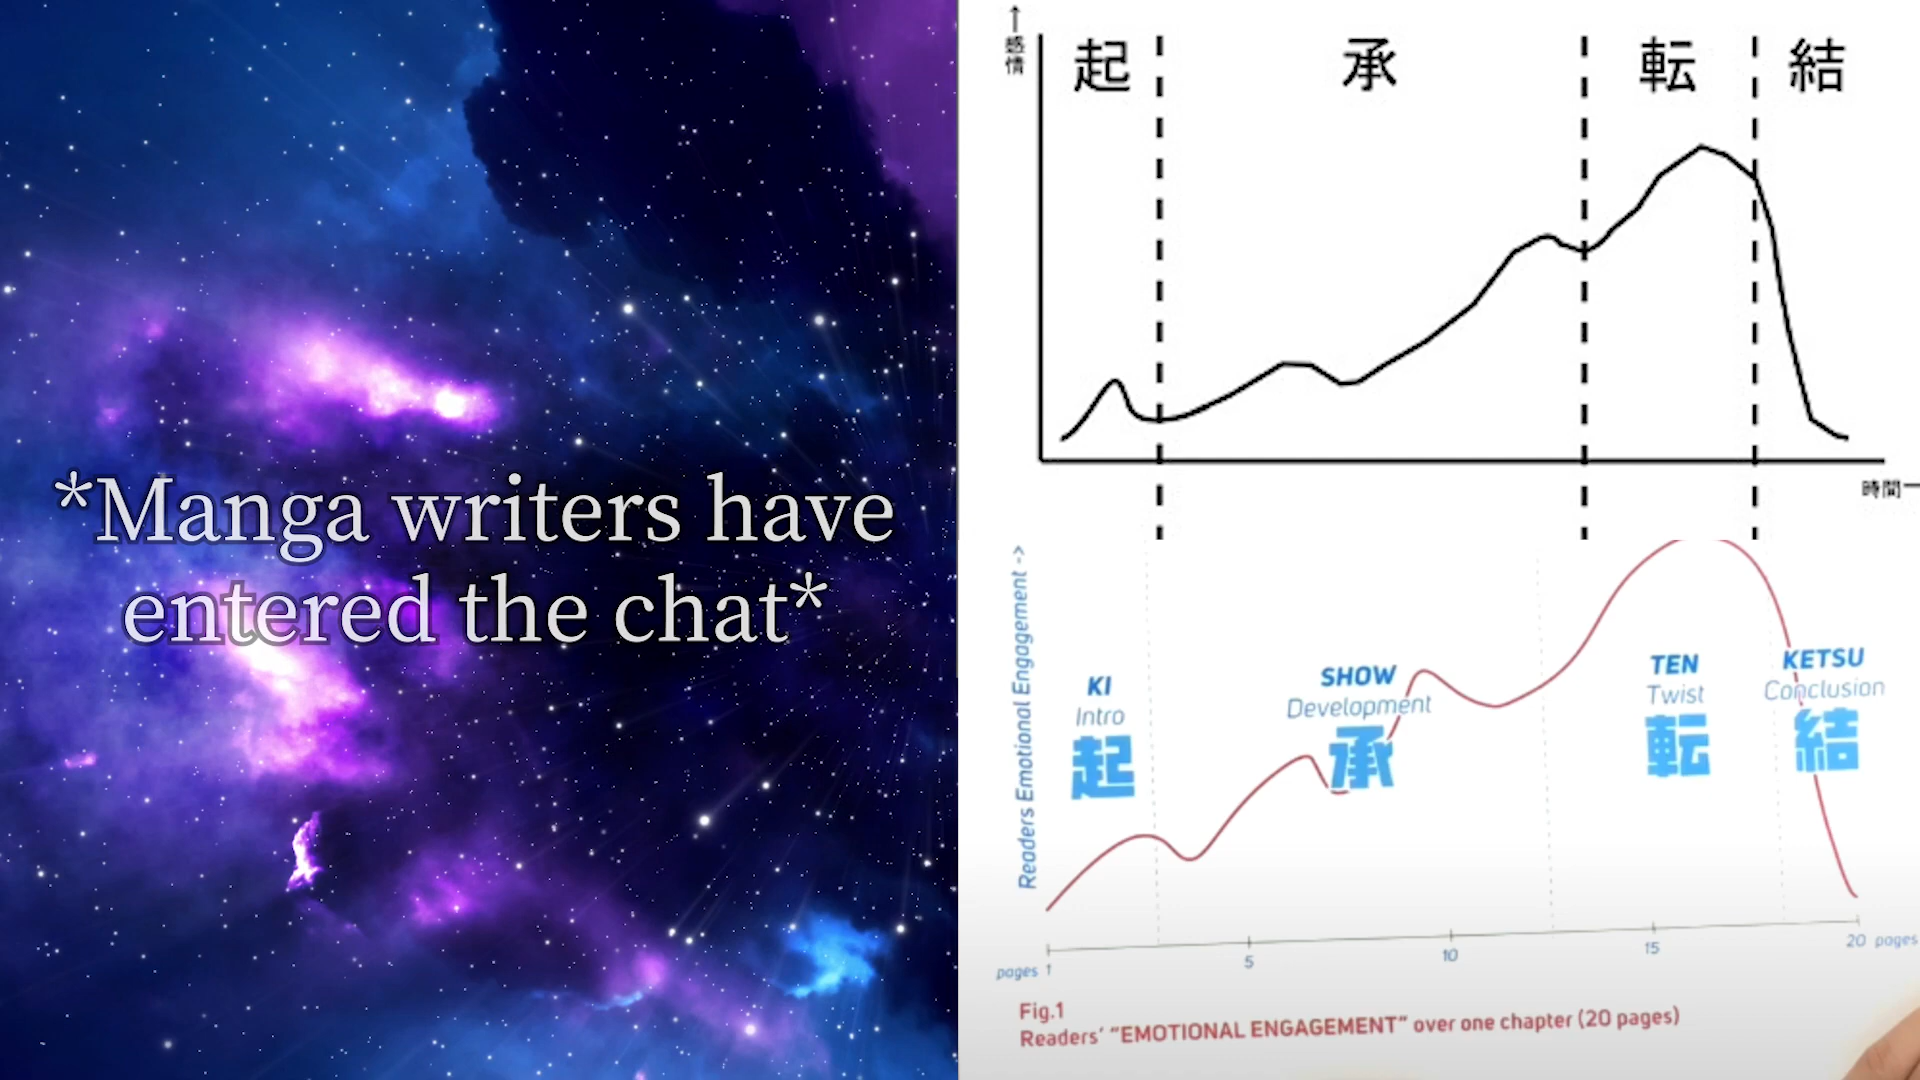 *Manga writers have
entered the chat*
↑感情
起 承 転 結
時間
Readers Emotional Engagement ->
KI
Intro
起
SHOW
Development
承
TEN
Twist
転
KETSU
Conclusion
結
pages 1 5 10 15 20 pages
Fig.1
Readers' "EMOTIONAL ENGAGEMENT" over one chapter (20 pages)